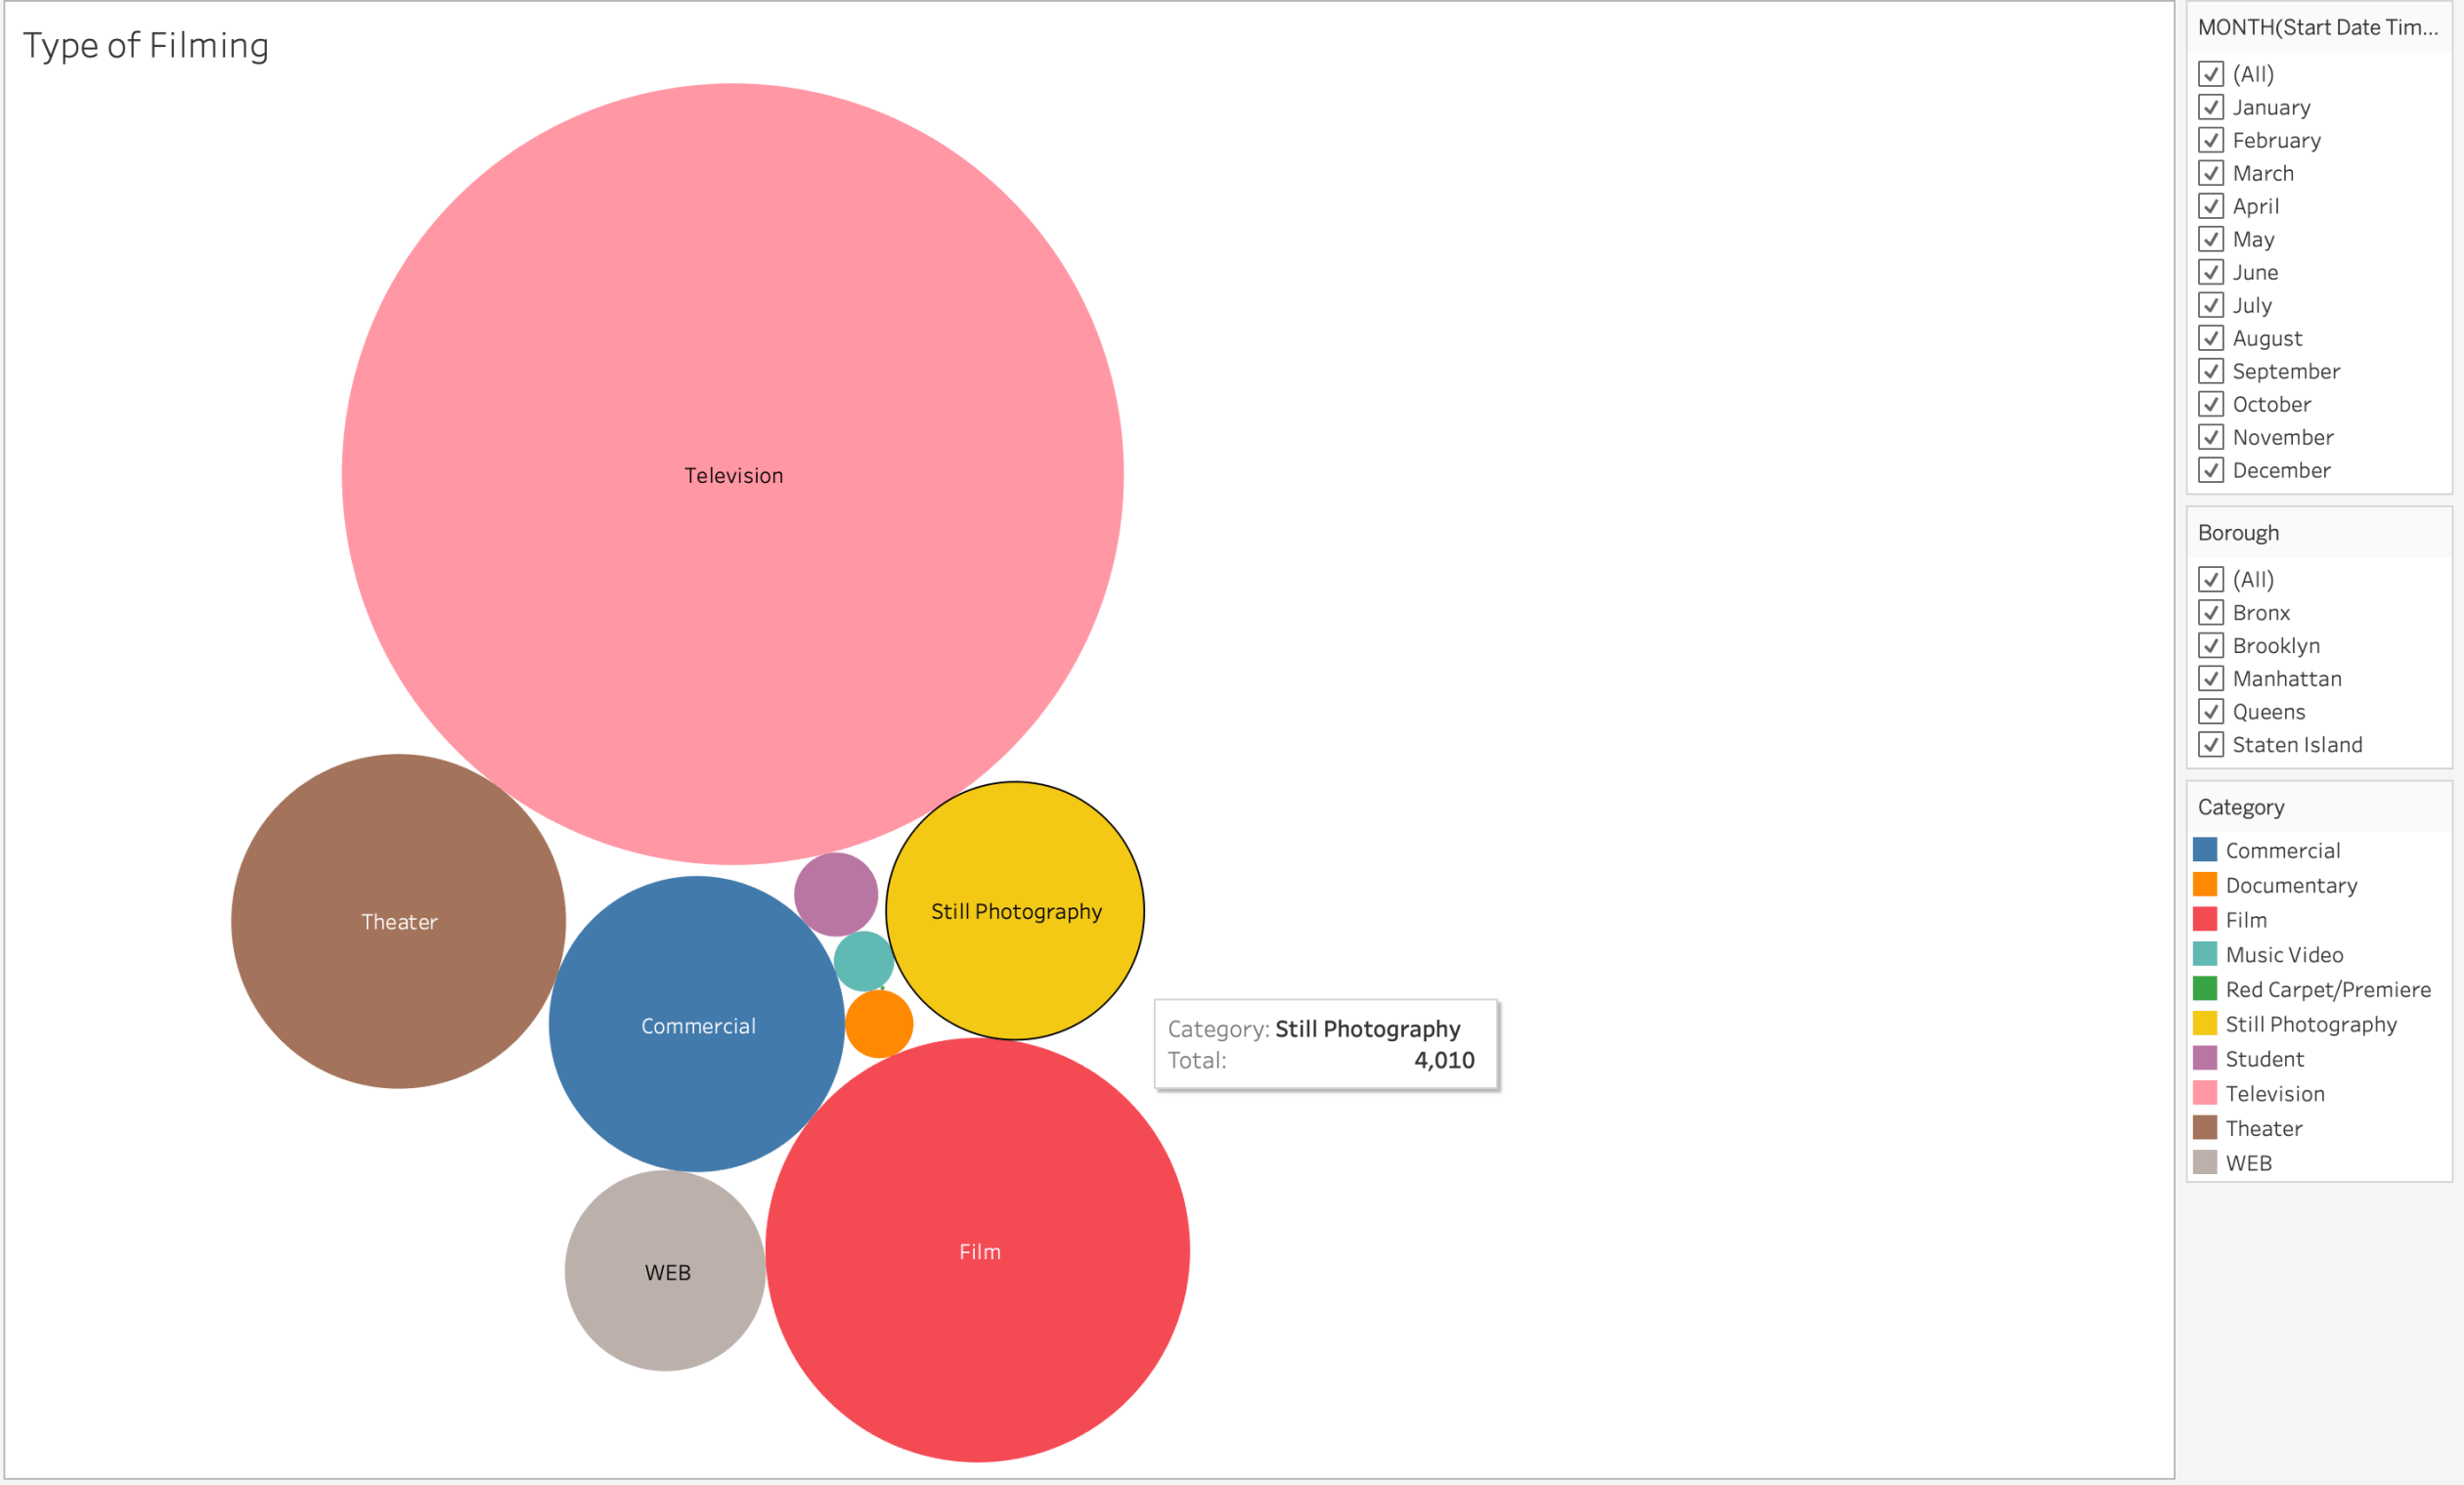 Type of Filming
Television
Theater
Still Photography
Commercial
Category: Still Photography
Total: 4,010
Film
WEB
MONTH(Start Date Tim...
(All)
January
February
March
April
May
June
July
August
September
October
November
December
Borough
(All)
Bronx
Brooklyn
Manhattan
Queens
Staten Island
Category
Commercial
Documentary
Film
Music Video
Red Carpet/Premiere
Still Photography
Student
Television
Theater
WEB